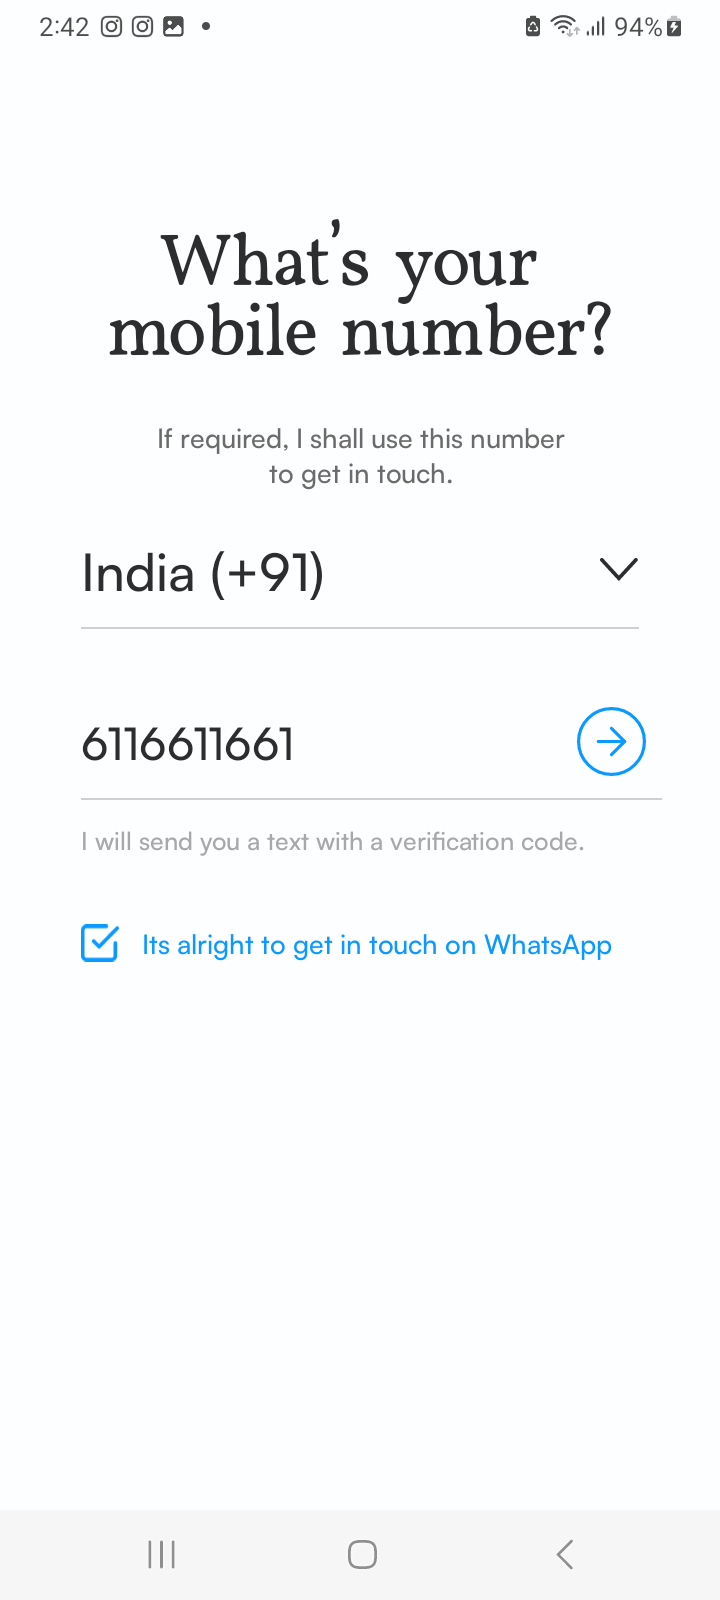 2:42
94%
What's your
mobile number?
If required, I shall use this number
to get in touch.
India (+91)
6116611661
I will send you a text with a verification code.
Its alright to get in touch on WhatsApp